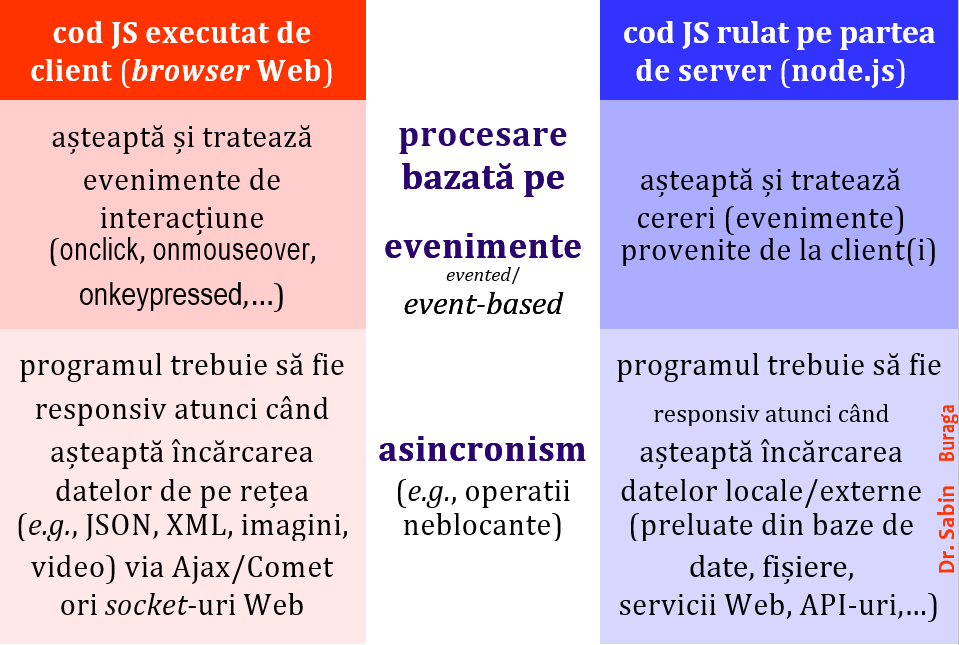 cod JS executat de
client (browser Web)
cod JS rulat pe partea
de server (node.js)
așteaptă și tratează
evenimente de
interacțiune
(onclick, onmouseover,
onkeypressed,...)
procesare
bazată pe
evenimente
evented/
event-based
așteaptă și tratează
cereri (evenimente)
provenite de la client(i)
programul trebuie să fie
responsiv atunci când
așteaptă încărcarea
datelor de pe rețea
(e.g., JSON, XML, imagini,
video) via Ajax/Comet
ori socket-uri Web
asincronism
(e.g., operatii
neblocante)
programul trebuie să fie
responsiv atunci când
așteaptă încărcarea
datelor locale/externe
(preluate din baze de
date, fișiere,
servicii Web, API-uri,...)
Dr. Sabin Buraga